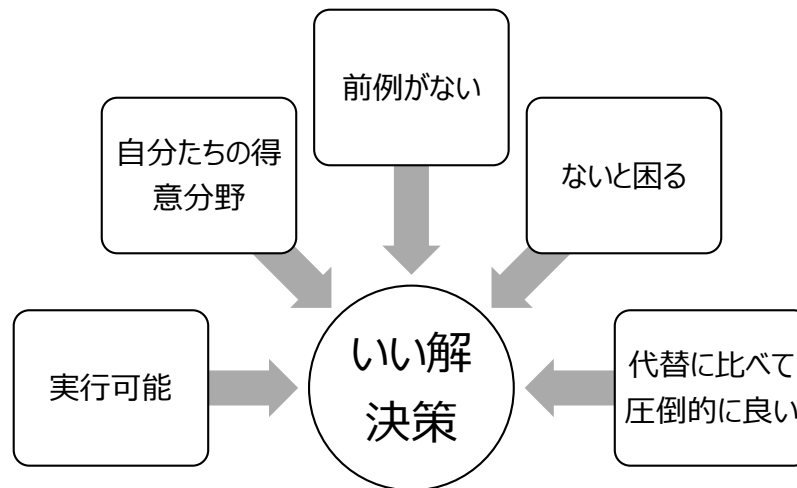 前例がない
自分たちの得
意分野
ないと困る
実行可能
いい解
決策
代替に比べて
圧倒的に良い